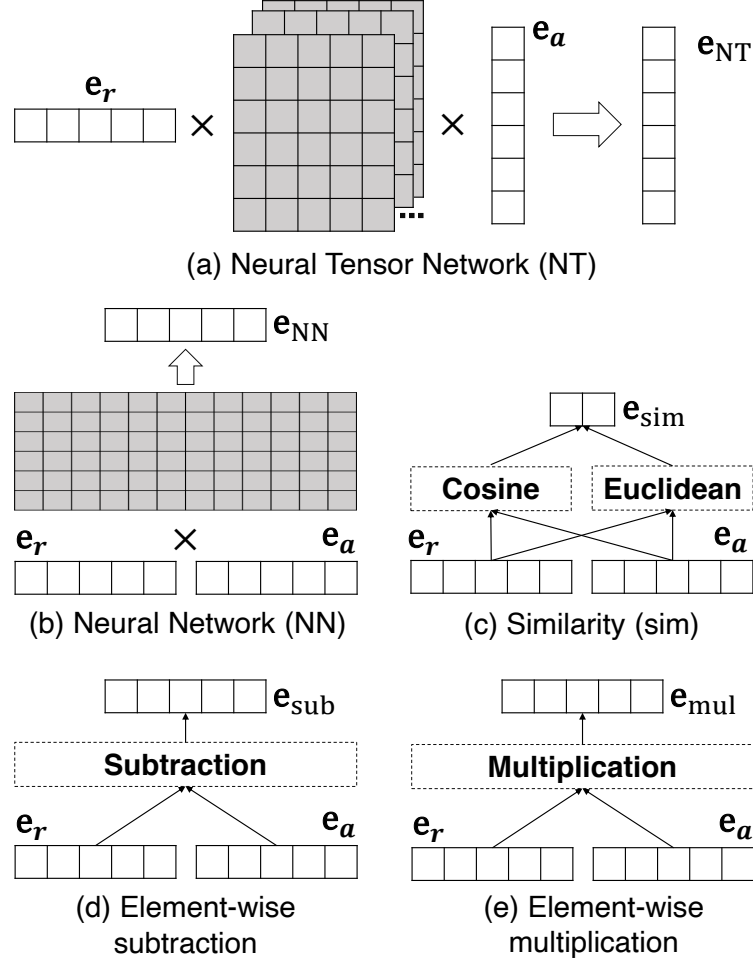 e_r × × e_a e_NT
...
(a) Neural Tensor Network (NT)
e_NN
e_r × e_a
(b) Neural Network (NN)
e_sim
Cosine Euclidean
e_r e_a
(c) Similarity (sim)
e_sub
Subtraction
e_r e_a
(d) Element-wise
subtraction
e_mul
Multiplication
e_r e_a
(e) Element-wise
multiplication